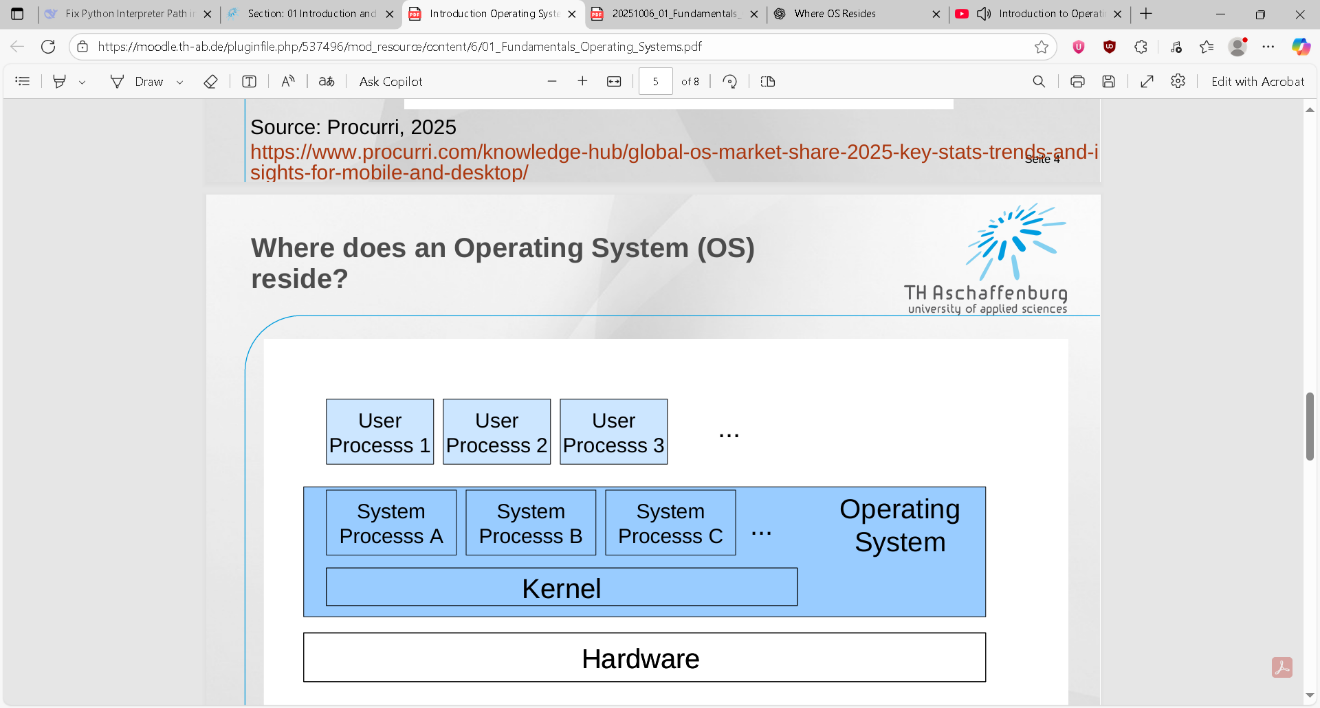 Fix Python Interpreter Path i
Section: 01 Introduction and
Introduction Operating Syste
20251006_01_Fundamentals_
Where OS Resides
Introduction to Operati
https://moodle.th-ab.de/pluginfile.php/537496/mod_resource/content/6/01_Fundamentals_Operating_Systems.pdf
Draw
aあ
Ask Copilot
5 of 8
Edit with Acrobat
Source: Procurri, 2025
https://www.procurri.com/knowledge-hub/global-os-market-share-2025-key-stats-trends-and-i
Seite 4
sights-for-mobile-and-desktop/
Where does an Operating System (OS)
reside?
TH Aschaffenburg
university of applied sciences
User
Processs 1
User
Processs 2
User
Processs 3
...
System
Processs A
System
Processs B
System
Processs C
...
Operating
System
Kernel
Hardware